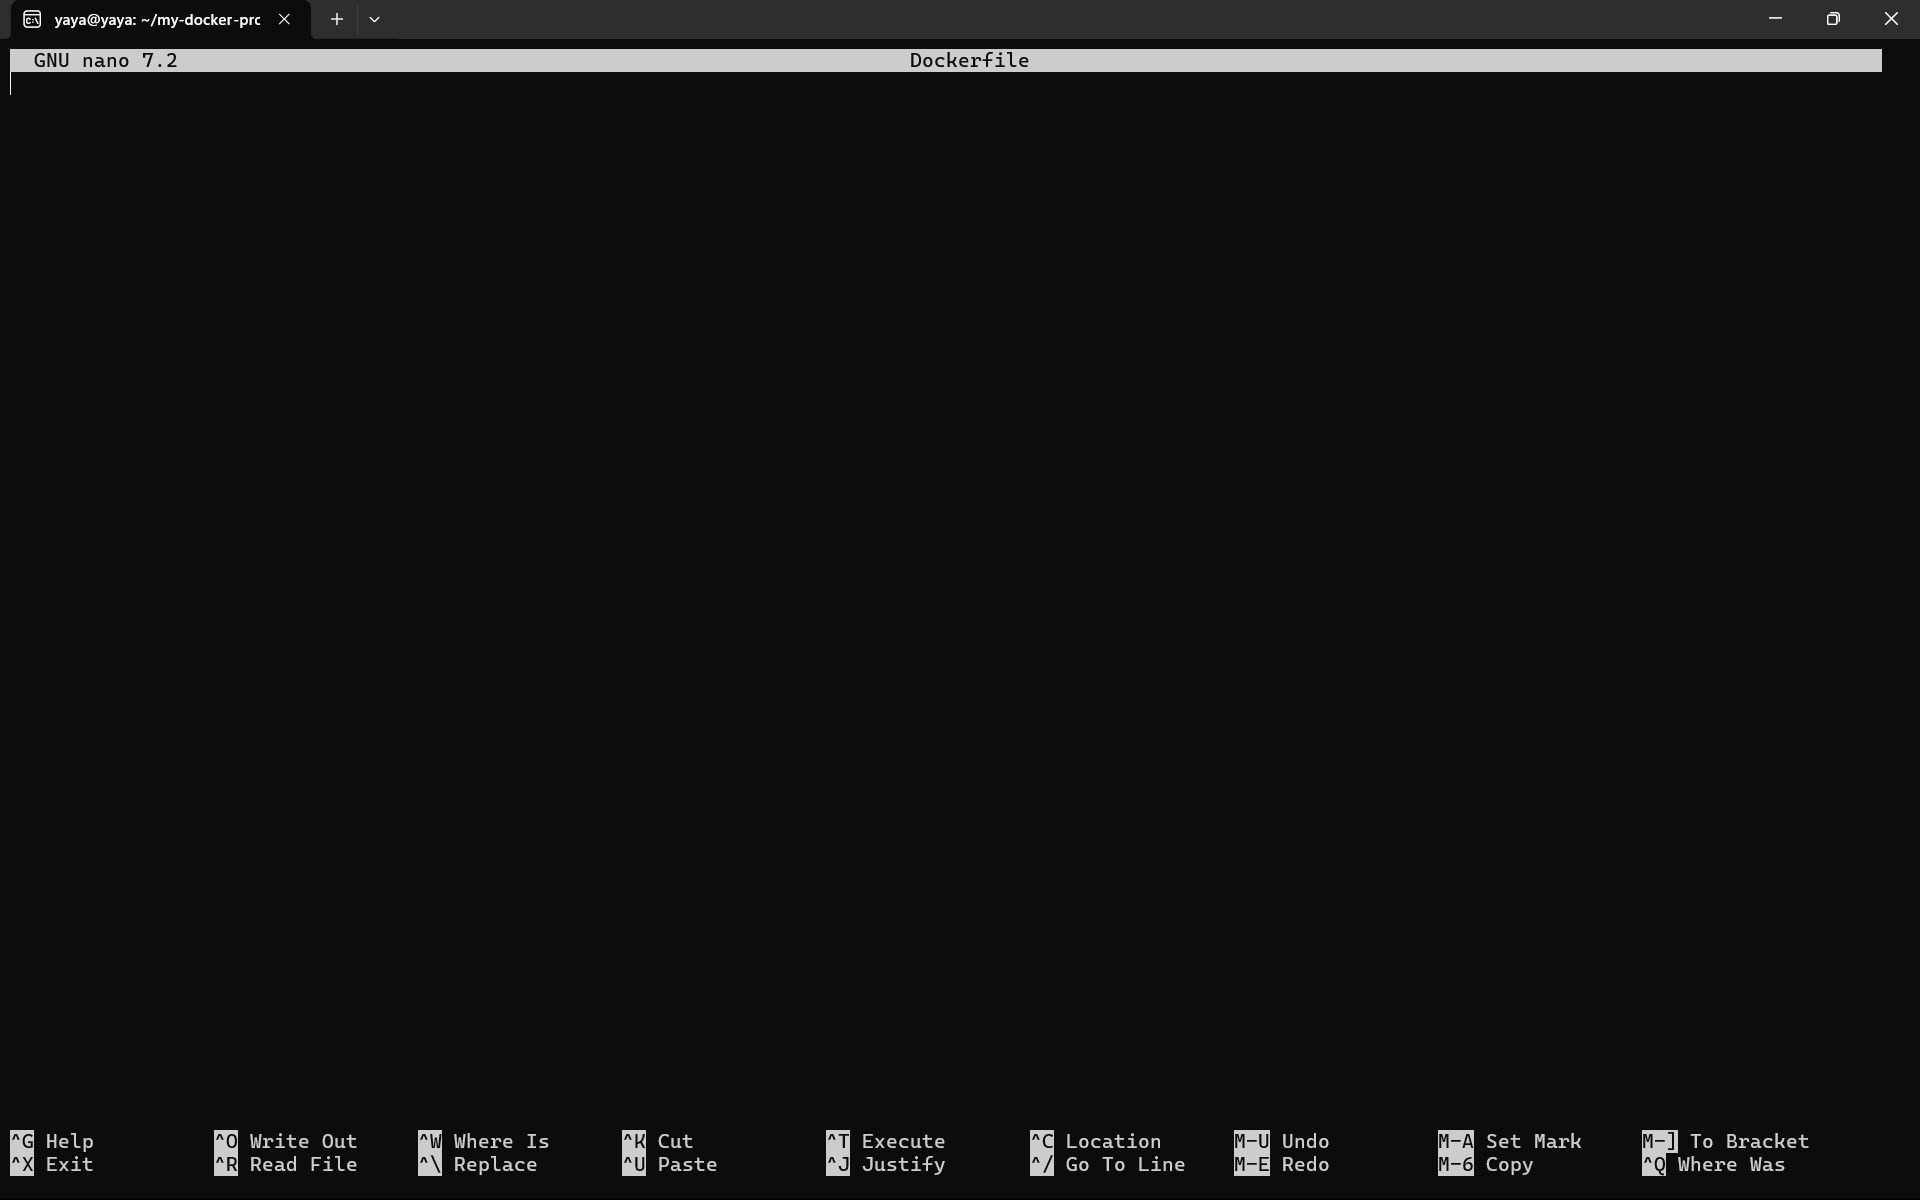 yaya@yaya: ~/my-docker-prc
GNU nano 7.2 Dockerfile
^G Help ^O Write Out ^W Where Is ^K Cut ^T Execute ^C Location M-U Undo M-A Set Mark M-] To Bracket
^X Exit ^R Read File ^\ Replace ^U Paste ^J Justify ^/ Go To Line M-E Redo M-6 Copy ^Q Where Was